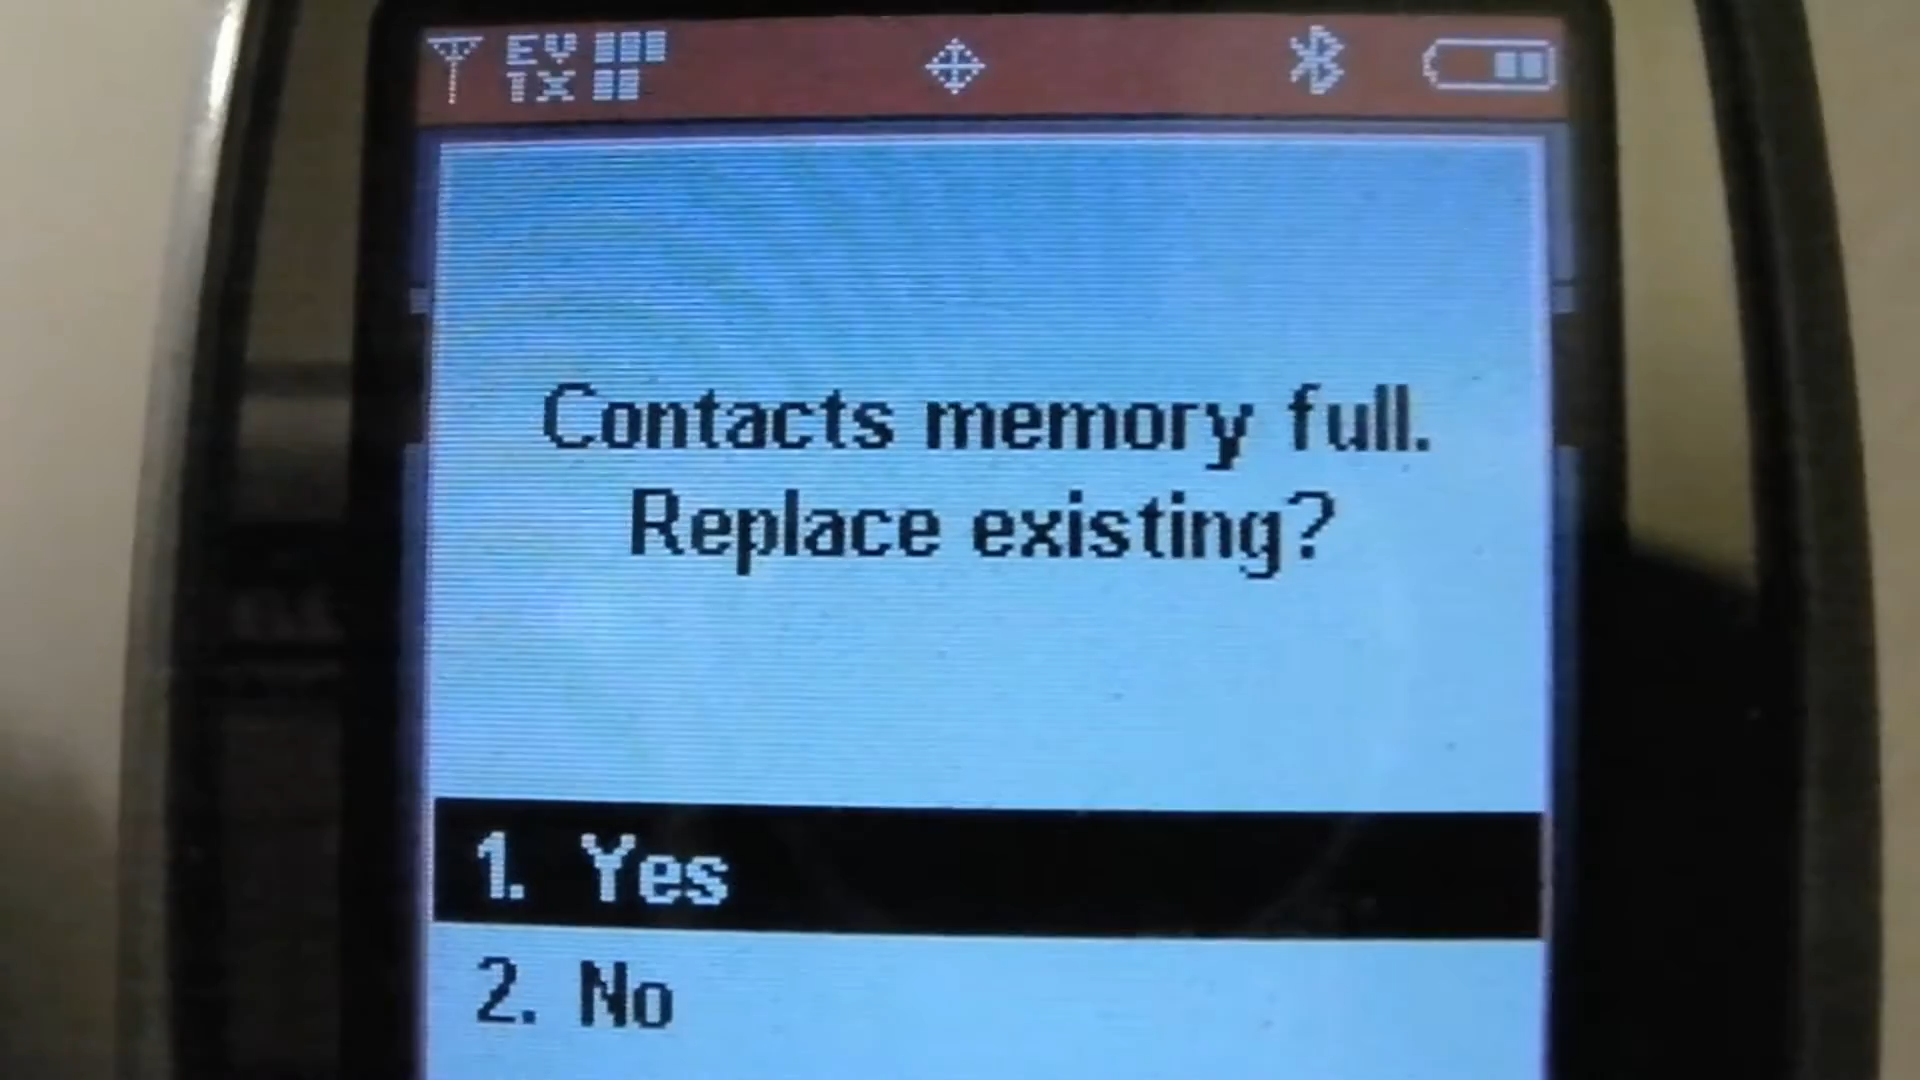 EV
1X
Contacts memory full.
Replace existing?
1. Yes
2. No